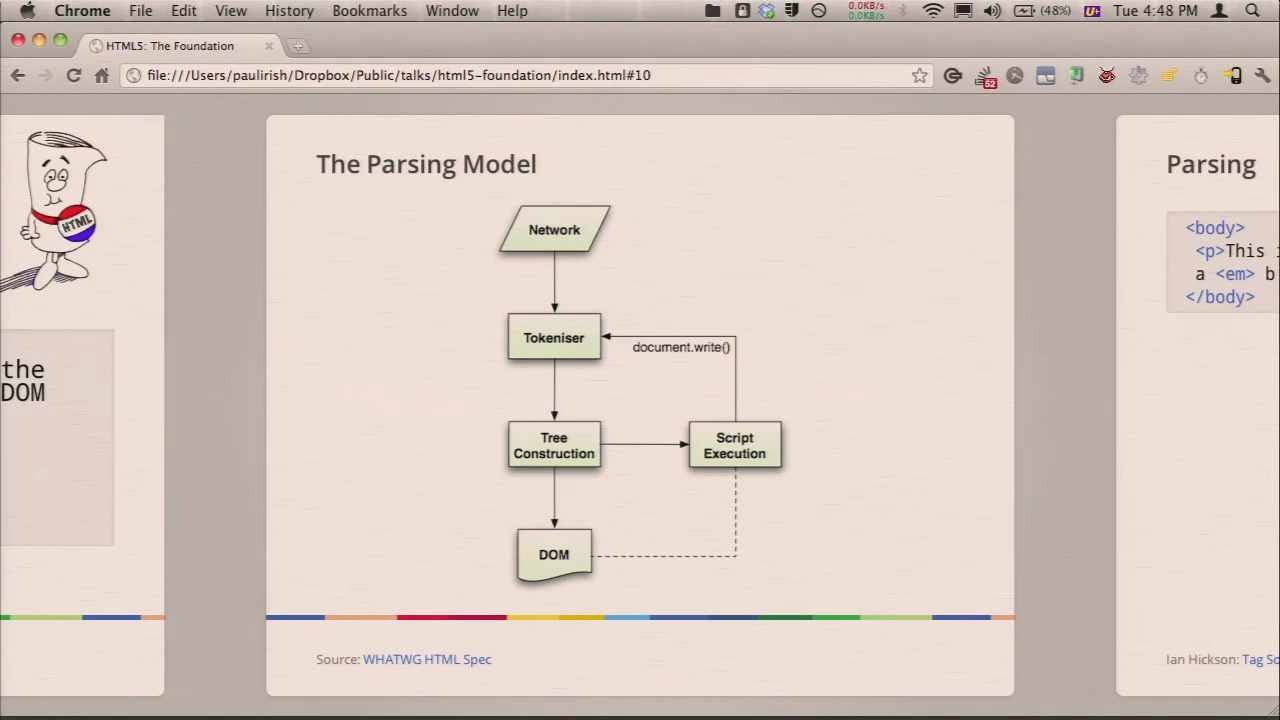 Chrome File Edit View History Bookmarks Window Help 0.0KB/s 0.0KB/s (48%) U+ Tue 4:48 PM
HTML5: The Foundation
file:///Users/paulirish/Dropbox/Public/talks/html5-foundation/index.html#10
52
HTML
the
DOM
The Parsing Model
Network
Tokeniser
document.write()
Tree
Construction
Script
Execution
DOM
Source: WHATWG HTML Spec
Parsing
<body>
<p>This i
a <em> b
</body>
Ian Hickson: Tag So